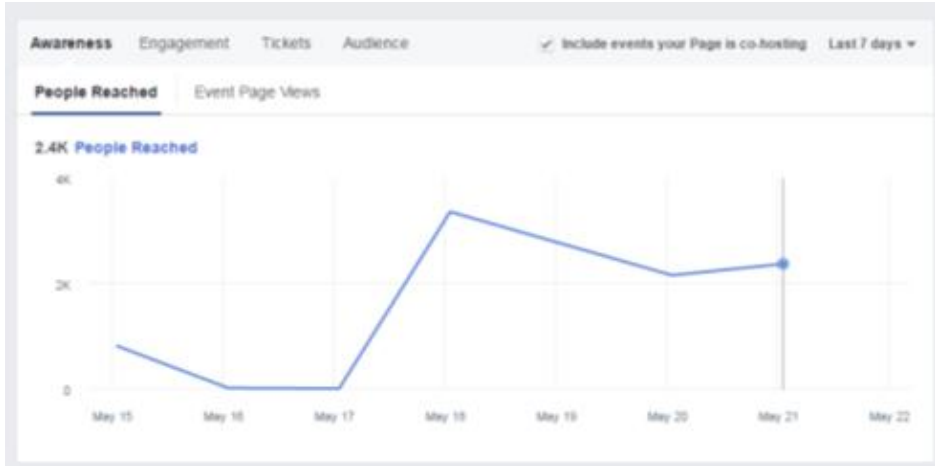 Awareness Engagement Tickets Audience Include events your Page is co-hosting Last 7 days
People Reached Event Page Views
2.4K People Reached
4K
2K
0
May 15 May 16 May 17 May 18 May 19 May 20 May 21 May 22